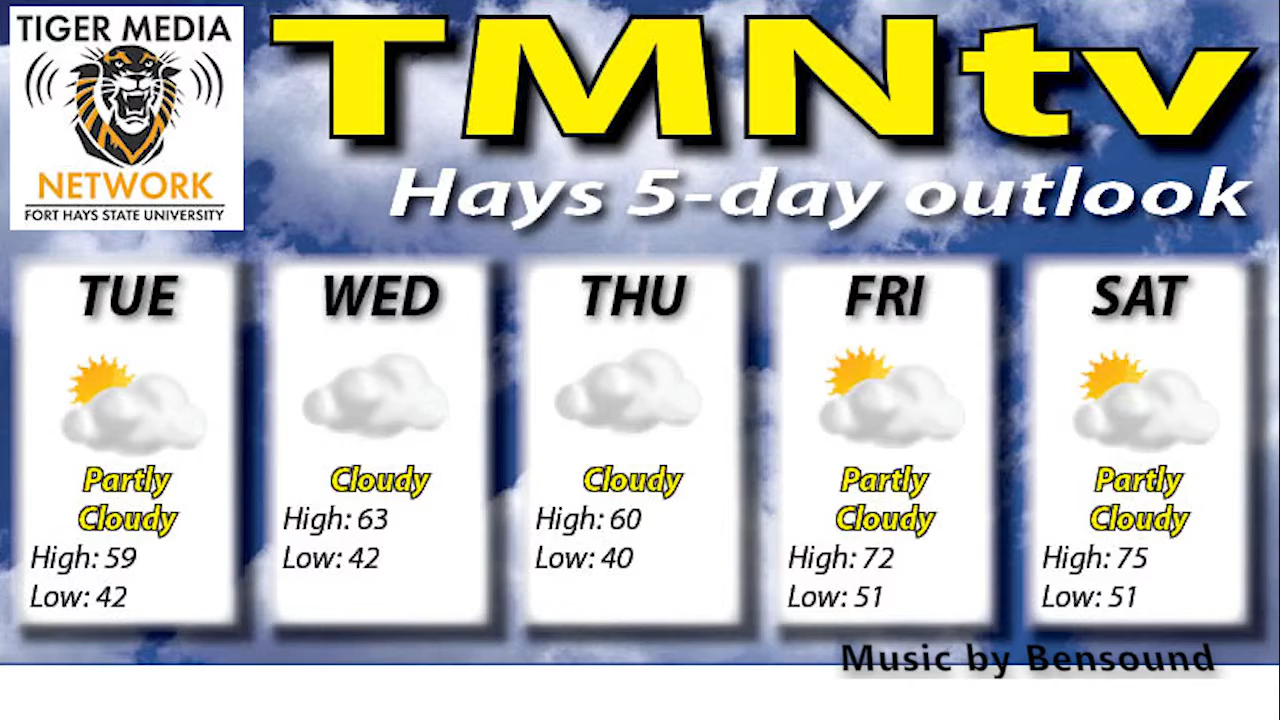 TIGER MEDIA
NETWORK
FORT HAYS STATE UNIVERSITY
TMNtv
Hays 5-day outlook
TUE
Partly
Cloudy
High: 59
Low: 42
WED
Cloudy
High: 63
Low: 42
THU
Cloudy
High: 60
Low: 40
FRI
Partly
Cloudy
High: 72
Low: 51
SAT
Partly
Cloudy
High: 75
Low: 51
Music by Bensound